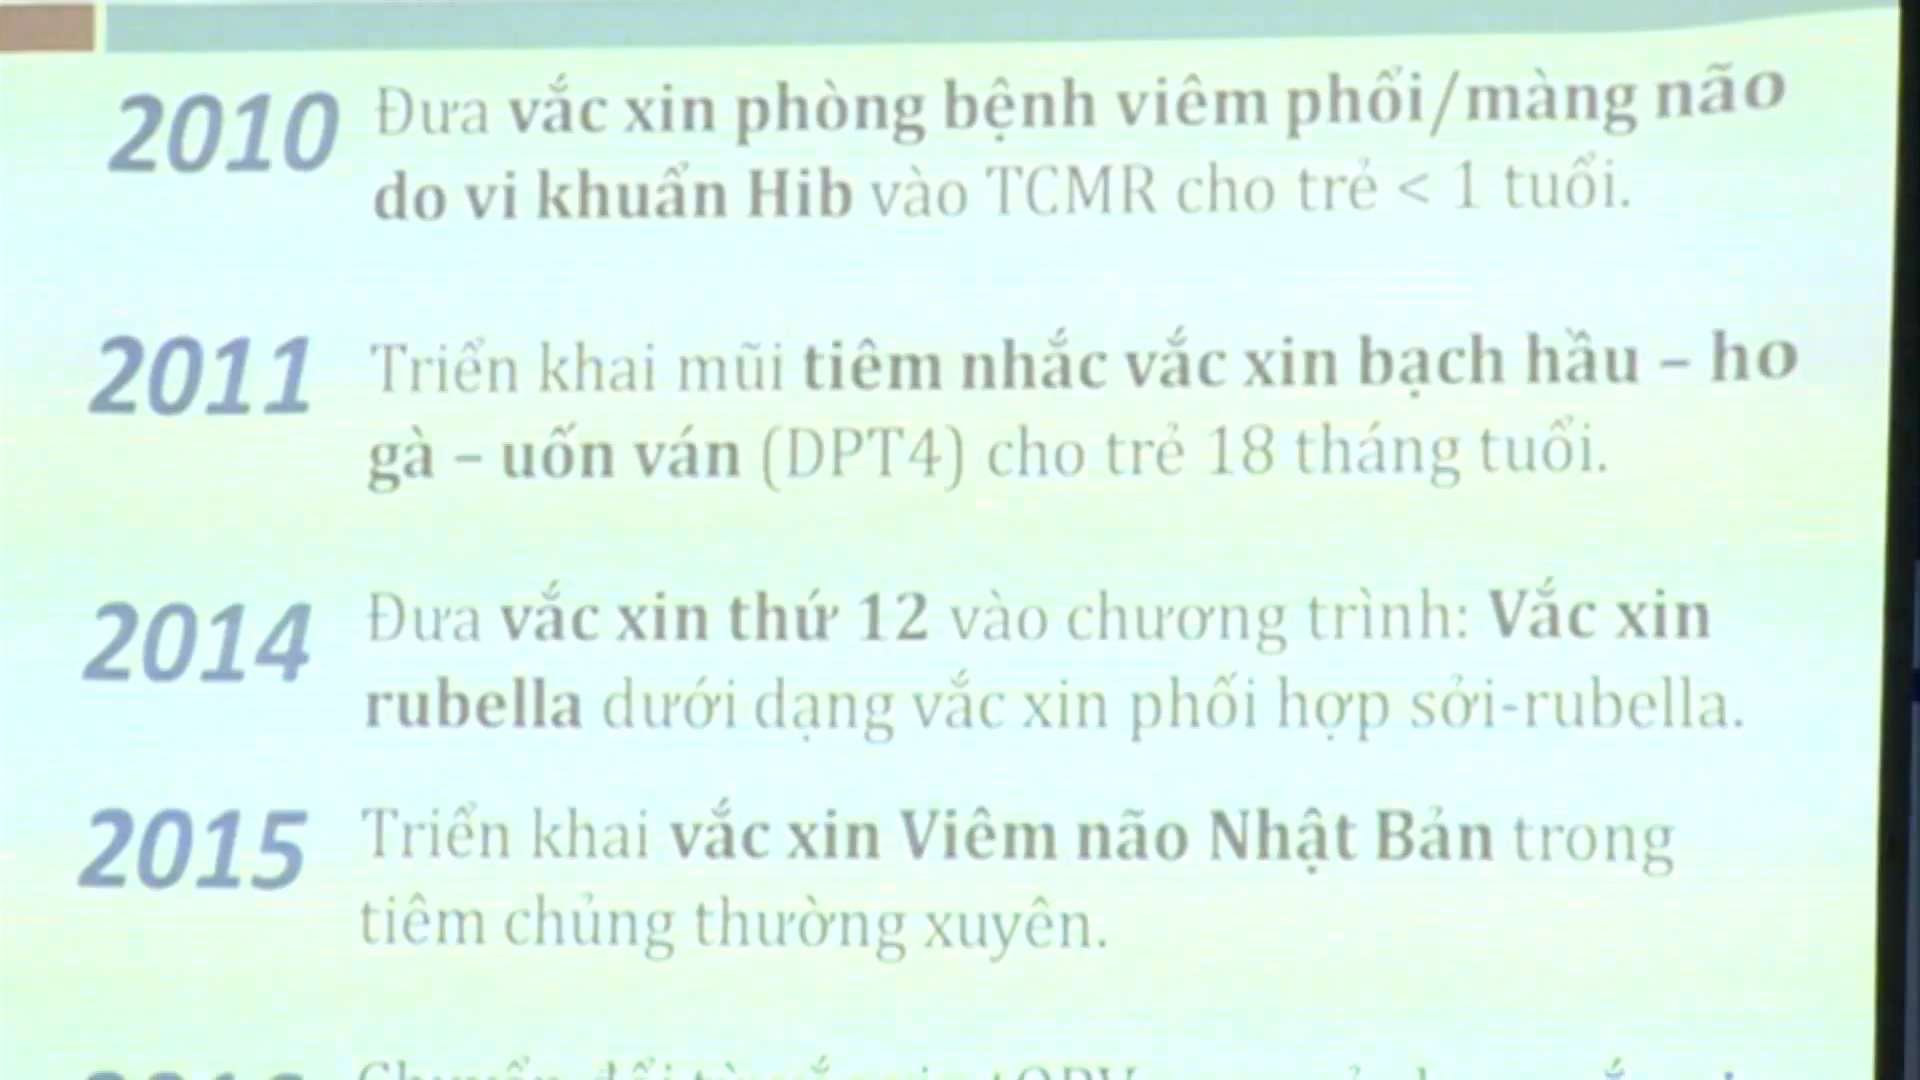 2010 Đưa vắc xin phòng bệnh viêm phổi/màng não
do vi khuẩn Hib vào TCMR cho trẻ < 1 tuổi.
2011 Triển khai mũi tiêm nhắc vắc xin bạch hầu – ho
gà – uốn ván (DPT4) cho trẻ 18 tháng tuổi.
2014 Đưa vắc xin thứ 12 vào chương trình: Vắc xin
rubella dưới dạng vắc xin phối hợp sởi-rubella.
2015 Triển khai vắc xin Viêm não Nhật Bản trong
tiêm chủng thường xuyên.